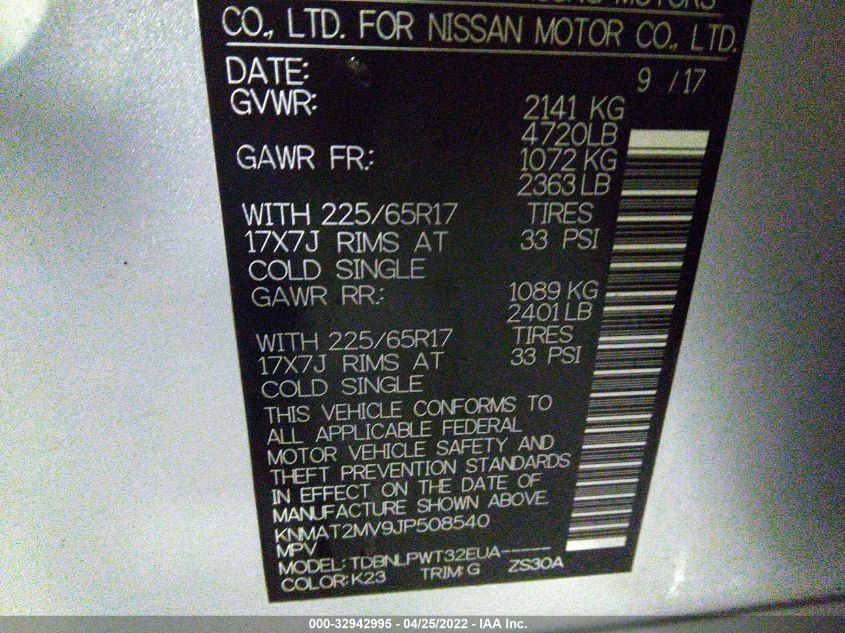 MOTORS
CO., LTD. FOR NISSAN MOTOR CO., LTD.
DATE: 9 / 17
GVWR: 2141 KG
4720LB
GAWR FR.: 1072 KG
2363 LB
WITH 225/65R17 TIRES
17X7J RIMS AT 33 PSI
COLD SINGLE
GAWR RR.: 1089 KG
2401 LB
WITH 225/65R17 TIRES
17X7J RIMS AT 33 PSI
COLD SINGLE
THIS VEHICLE CONFORMS TO
ALL APPLICABLE FEDERAL
MOTOR VEHICLE SAFETY AND
THEFT PREVENTION STANDARDS
IN EFFECT ON THE DATE OF
MANUFACTURE SHOWN ABOVE.
KNMAT2MV9JP508540
MPV
MODEL: TDBNLPWT32EUA-----
COLOR: K23 TRIM: G ZS30A
000-32942995 - 04/25/2022 - IAA Inc.